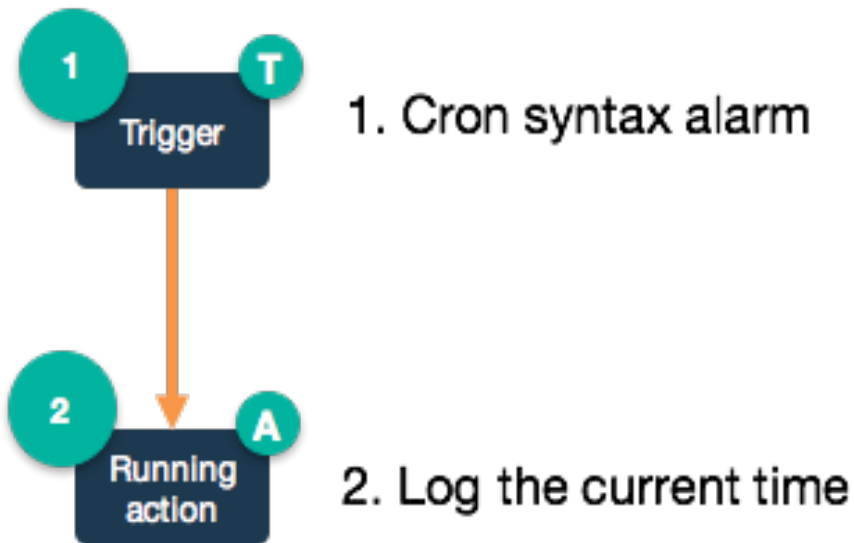 1
T
Trigger
1. Cron syntax alarm
2
A
Running
action
2. Log the current time